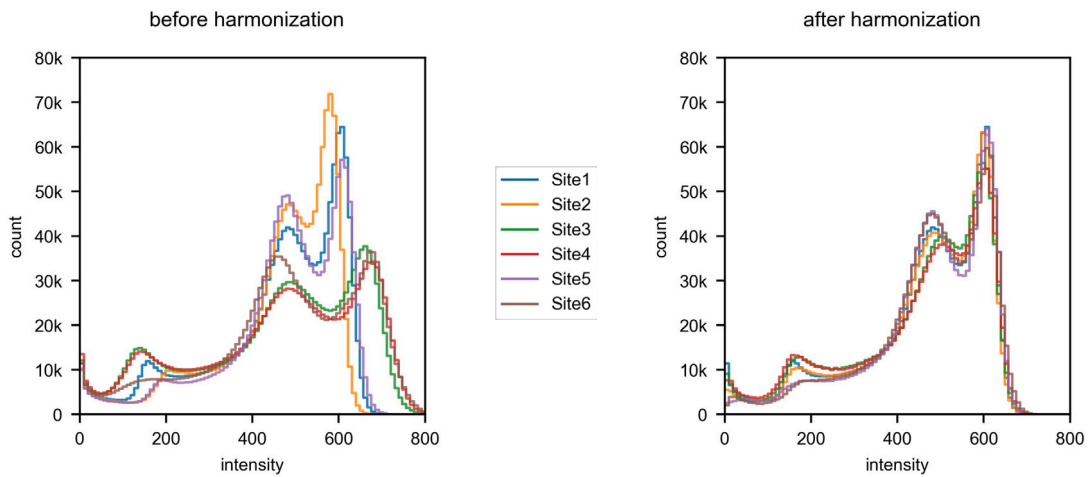 before harmonization
after harmonization
80k
70k
60k
50k
40k
30k
20k
10k
0
count
0
200
400
600
800
intensity
Site1
Site2
Site3
Site4
Site5
Site6
80k
70k
60k
50k
40k
30k
20k
10k
0
count
0
200
400
600
800
intensity